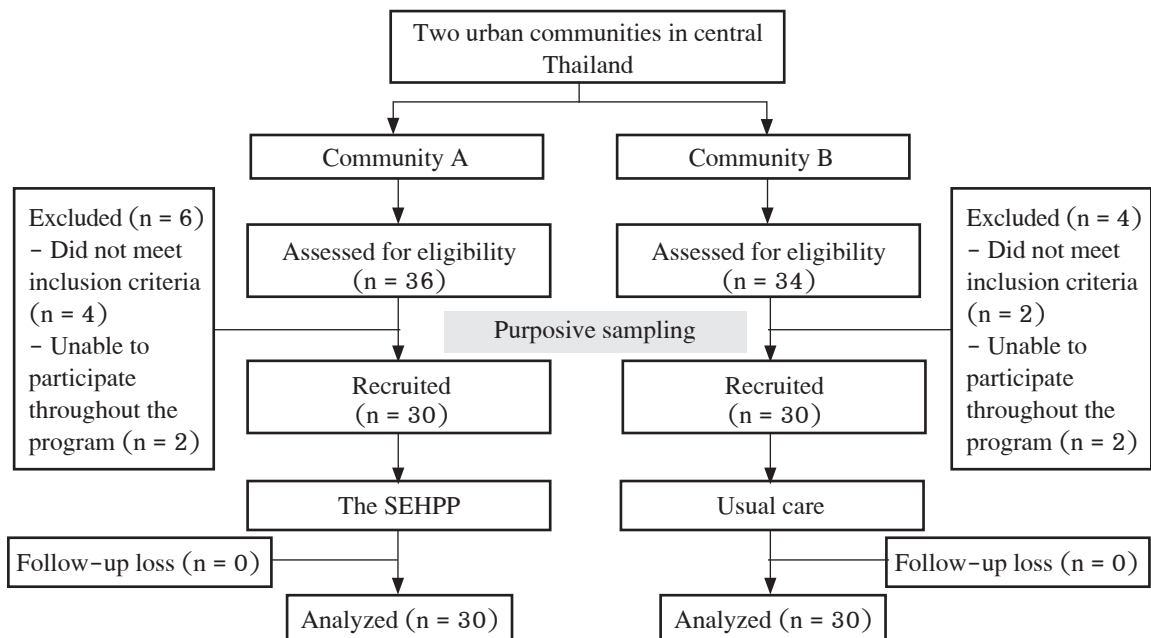 Two urban communities in central
Thailand
Community A
Community B
Excluded (n = 6)
– Did not meet
inclusion criteria
(n = 4)
– Unable to
participate
throughout the
program (n = 2)
Assessed for eligibility
(n = 36)
Assessed for eligibility
(n = 34)
Excluded (n = 4)
– Did not meet
inclusion criteria
(n = 2)
– Unable to
participate
throughout the
program (n = 2)
Purposive sampling
Recruited
(n = 30)
Recruited
(n = 30)
The SEHPP
Usual care
Follow-up loss (n = 0)
Follow-up loss (n = 0)
Analyzed (n = 30)
Analyzed (n = 30)